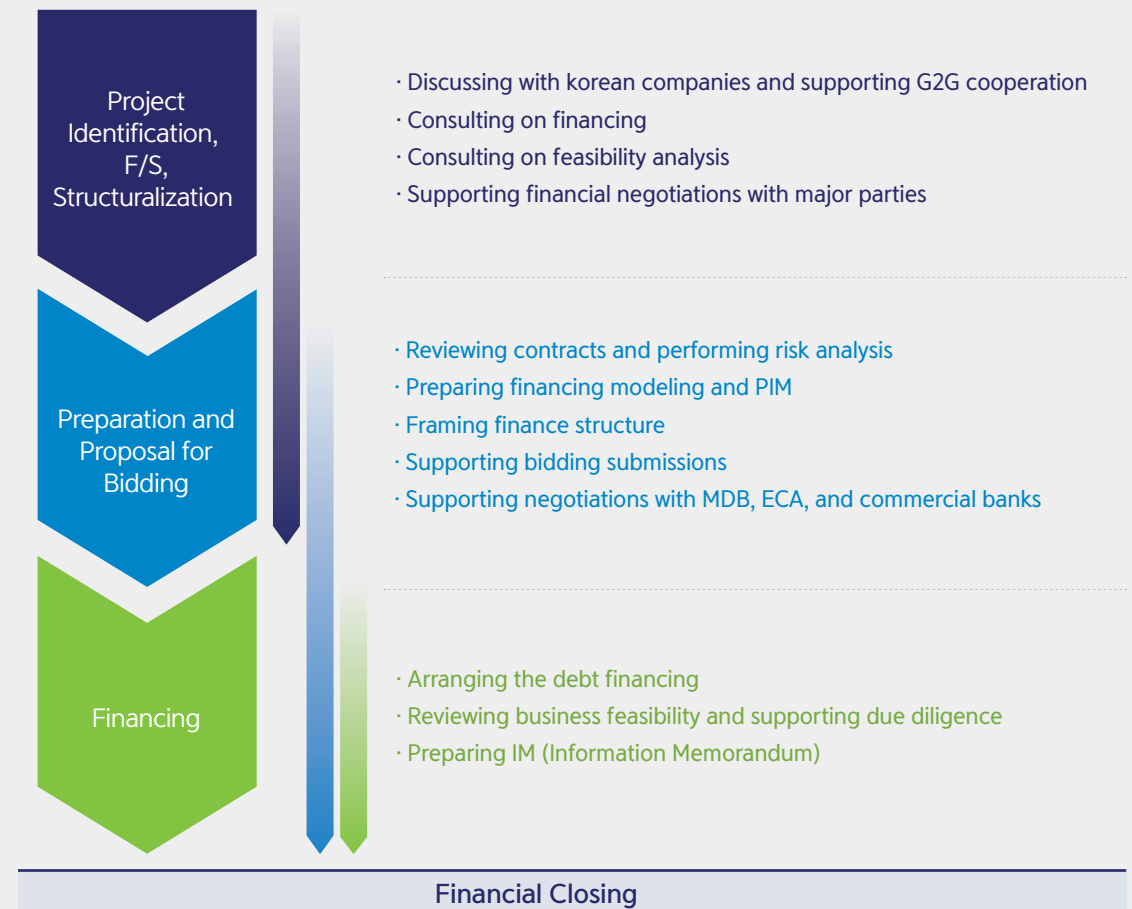 Project
Identification,
F/S,
Structuralization
· Discussing with korean companies and supporting G2G cooperation
· Consulting on financing
· Consulting on feasibility analysis
· Supporting financial negotiations with major parties
Preparation and
Proposal for
Bidding
· Reviewing contracts and performing risk analysis
· Preparing financing modeling and PIM
· Framing finance structure
· Supporting bidding submissions
· Supporting negotiations with MDB, ECA, and commercial banks
Financing
· Arranging the debt financing
· Reviewing business feasibility and supporting due diligence
· Preparing IM (Information Memorandum)
Financial Closing